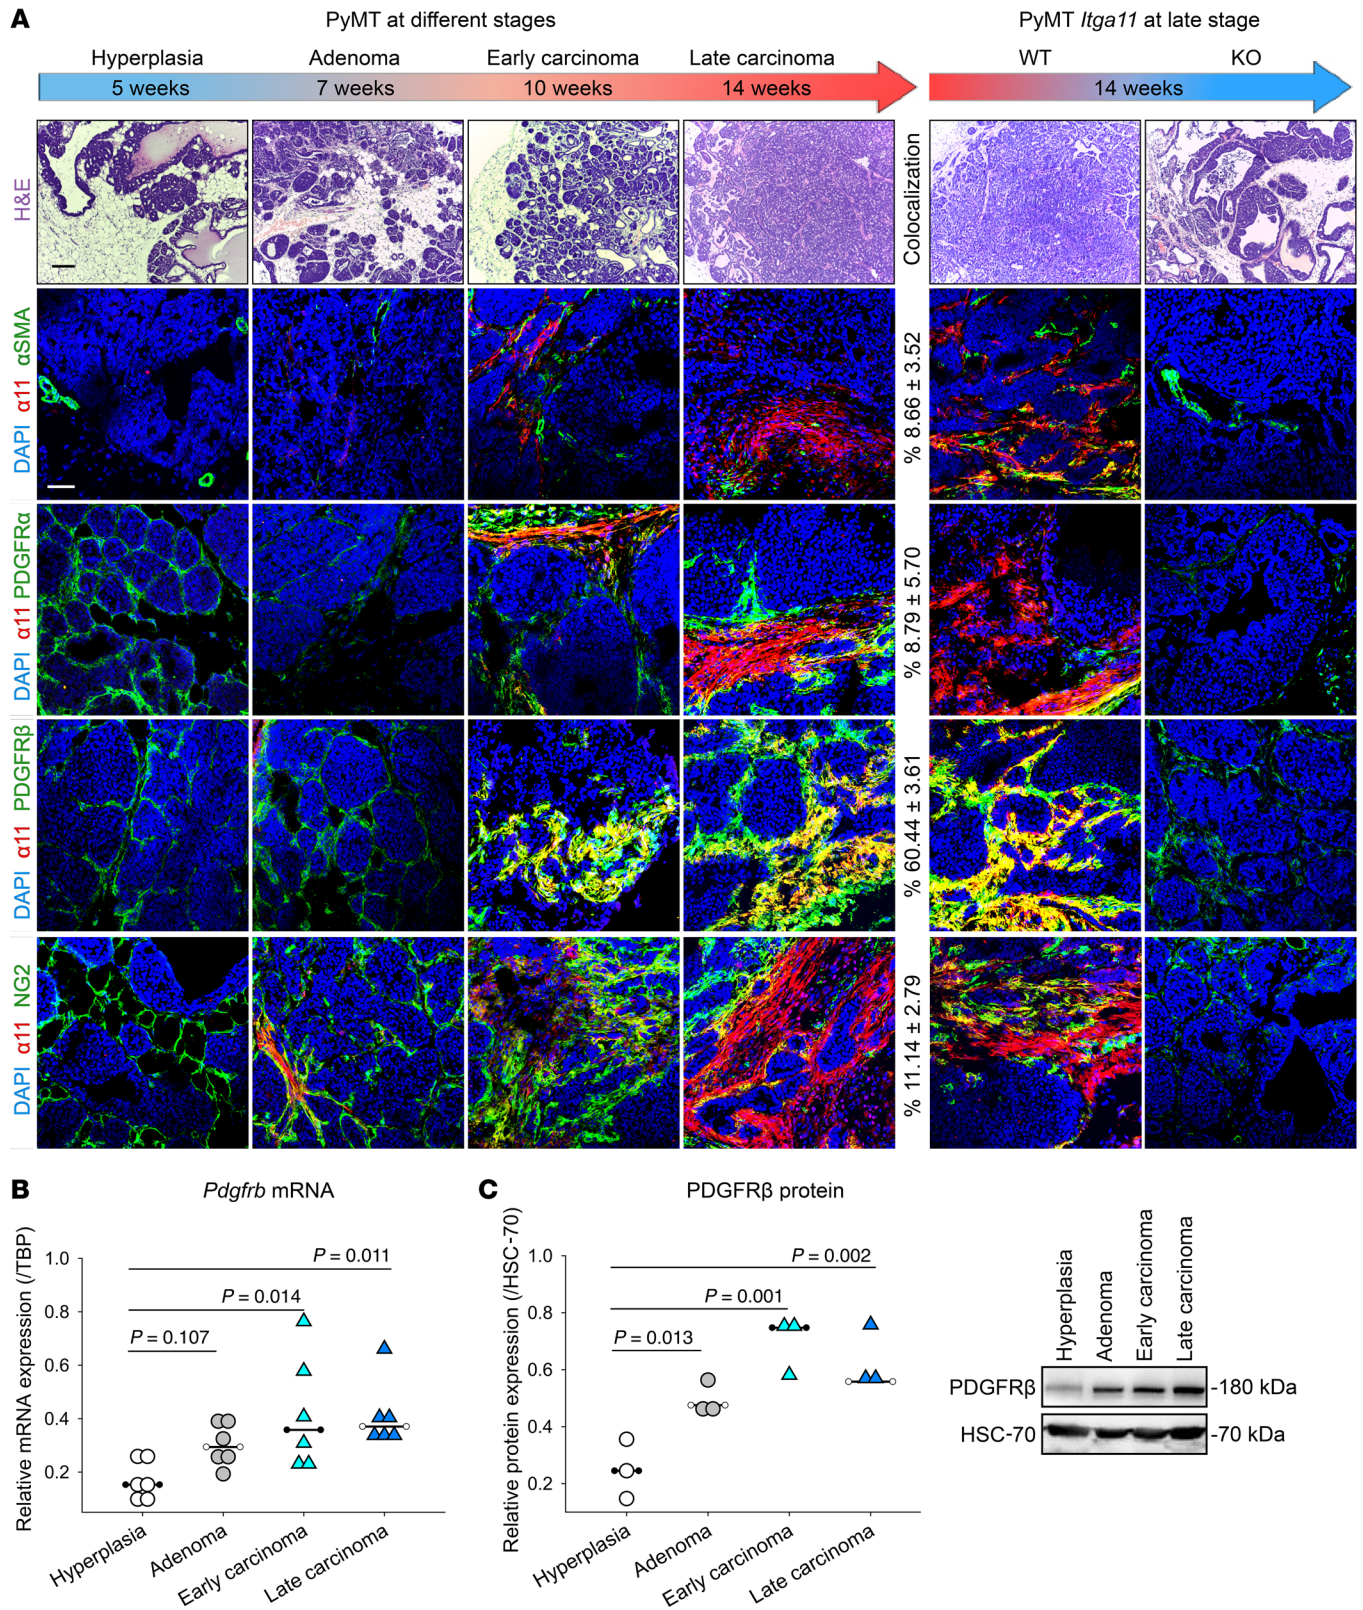 A
PyMT at different stages
PyMT Itga11 at late stage
Hyperplasia
Adenoma
Early carcinoma
Late carcinoma
WT
KO
5 weeks
7 weeks
10 weeks
14 weeks
14 weeks
H&E
Colocalization
DAPI α11 αSMA
% 8.66 ± 3.52
DAPI α11 PDGFRα
% 8.79 ± 5.70
DAPI α11 PDGFRβ
% 60.44 ± 3.61
DAPI α11 NG2
% 11.14 ± 2.79
B
Pdgfrb mRNA
Relative mRNA expression (/TBP)
1.0
0.8
0.6
0.4
0.2
P = 0.011
P = 0.014
P = 0.107
Hyperplasia
Adenoma
Early carcinoma
Late carcinoma
C
PDGFRβ protein
Relative protein expression (/HSC-70)
1.0
0.8
0.6
0.4
0.2
P = 0.002
P = 0.001
P = 0.013
Hyperplasia
Adenoma
Early carcinoma
Late carcinoma
Hyperplasia
Adenoma
Early carcinoma
Late carcinoma
PDGFRβ
-180 kDa
HSC-70
-70 kDa